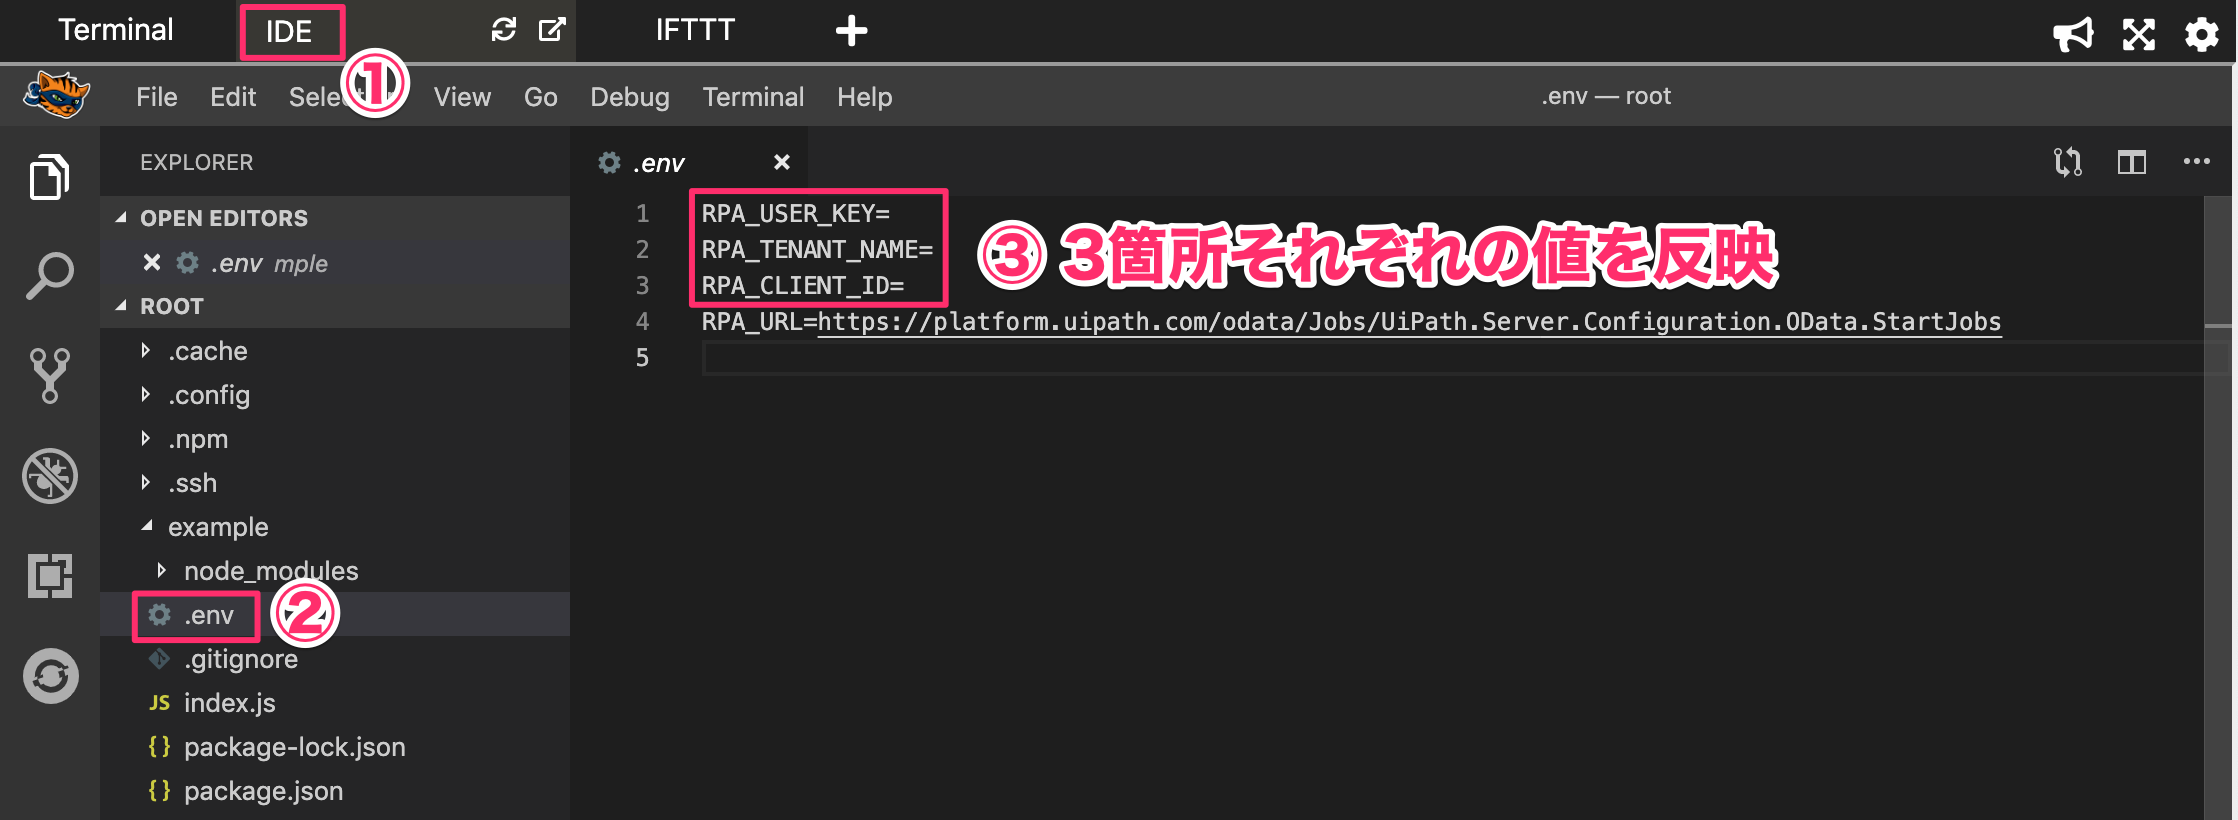 Terminal IDE IFTTT
①
File Edit Selec View Go Debug Terminal Help .env — root
EXPLORER
OPEN EDITORS
.env mple
ROOT
.cache
.config
.npm
.ssh
example
node_modules
.env
②
.gitignore
JS index.js
{} package-lock.json
{} package.json
.env
1 RPA_USER_KEY=
2 RPA_TENANT_NAME=
3 RPA_CLIENT_ID=
③ 3箇所それぞれの値を反映
4 RPA_URL=https://platform.uipath.com/odata/Jobs/UiPath.Server.Configuration.OData.StartJobs
5